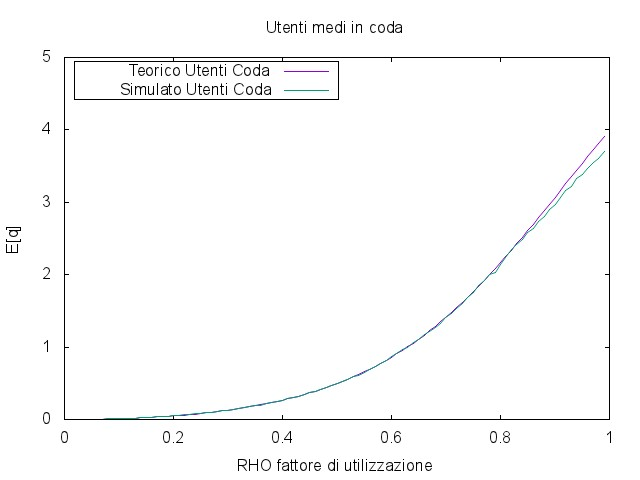 Utenti medi in coda
Teorico Utenti Coda
Simulato Utenti Coda
5
4
3
2
1
0
E[q]
0 0.2 0.4 0.6 0.8 1
RHO fattore di utilizzazione